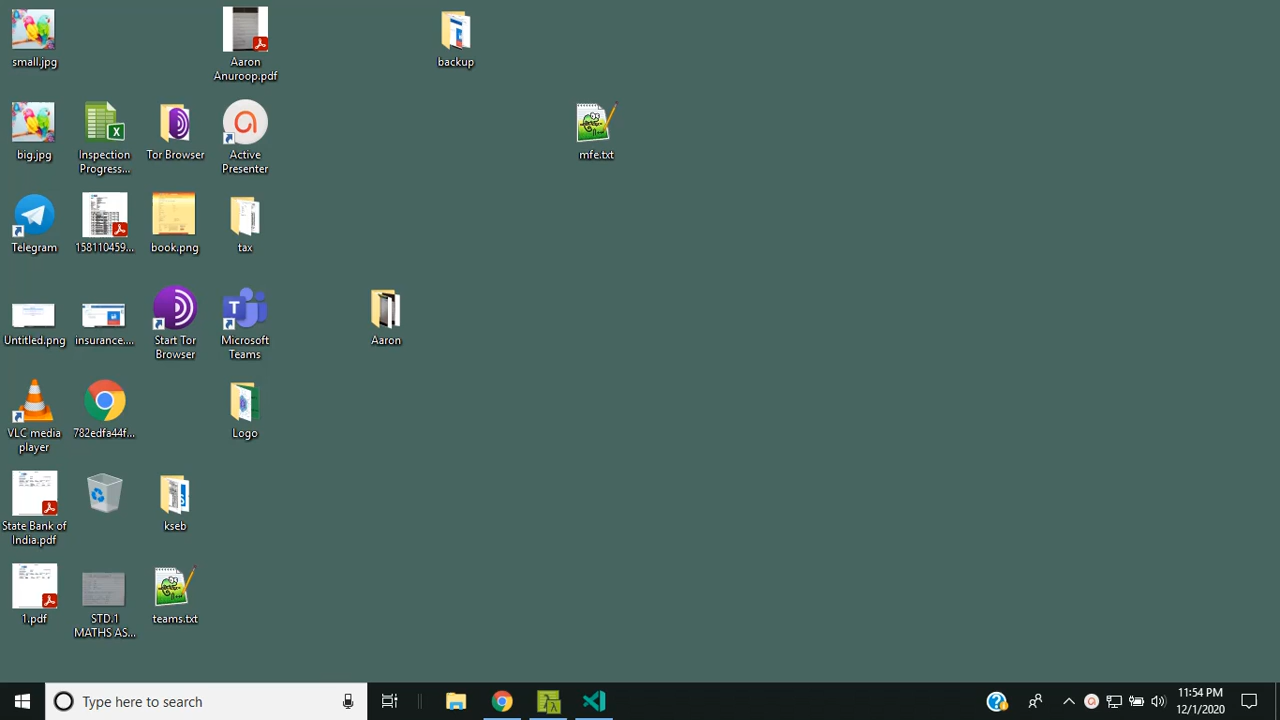 small.jpg
Aaron
Anuroop.pdf
backup
big.jpg
Inspection
Progress...
Tor Browser
Active
Presenter
mfe.txt
Telegram
158110459...
book.png
tax
Untitled.png
insurance....
Start Tor
Browser
Microsoft
Teams
Aaron
VLC media
player
782edfa44f...
Logo
State Bank of
India.pdf
kseb
1.pdf
STD.1
MATHS AS...
teams.txt
Type here to search
11:54 PM
12/1/2020